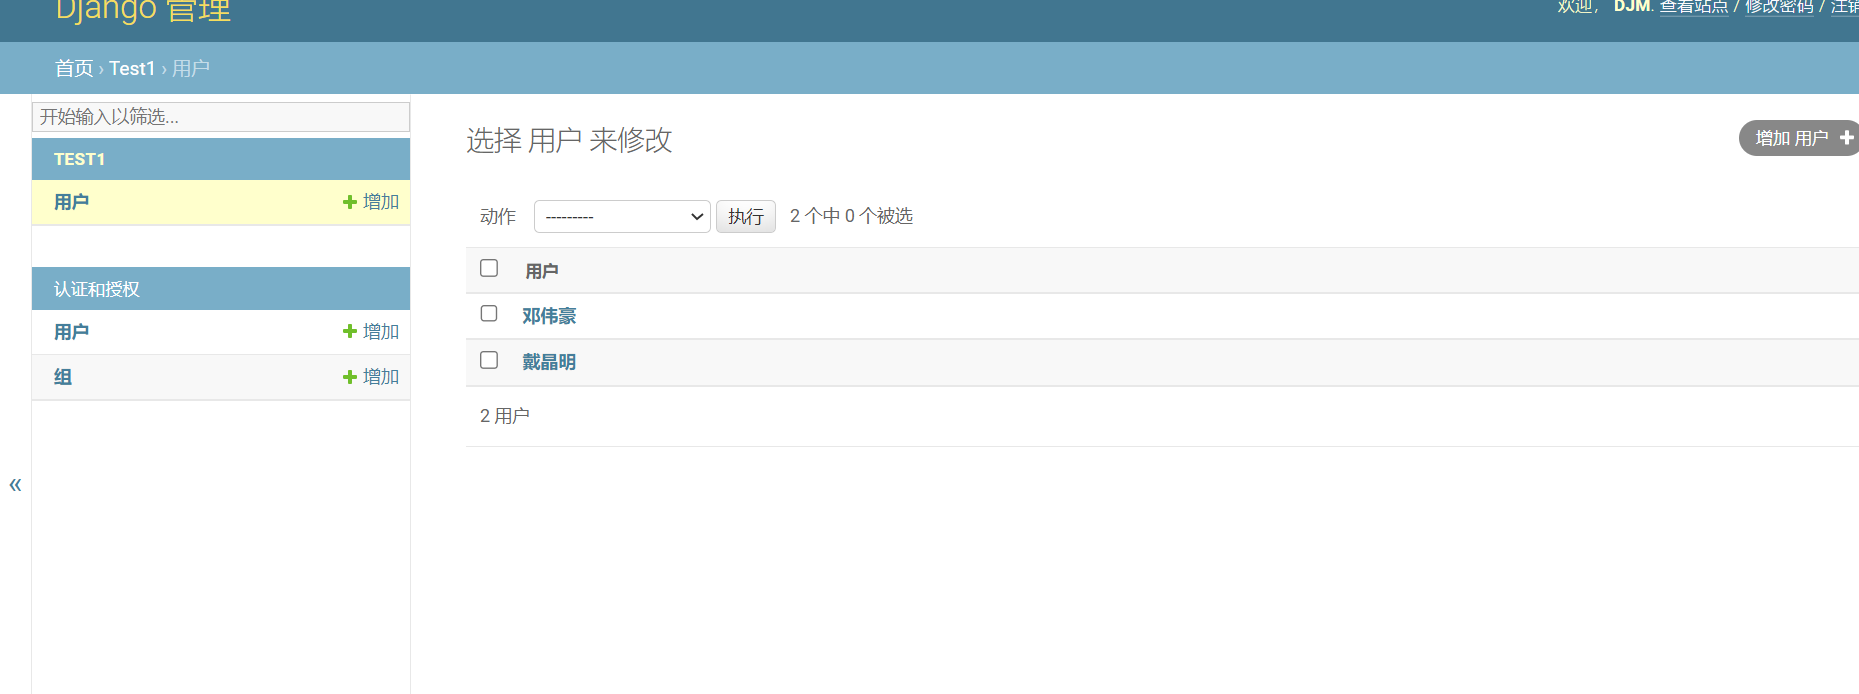 Django 管理
欢迎， DJM. 查看站点 / 修改密码 / 注销
首页 › Test1 › 用户
开始输入以筛选...
TEST1
用户 增加
认证和授权
用户 增加
组 增加
«
选择 用户 来修改
增加 用户
动作 --------- 执行 2 个中 0 个被选
用户
邓伟豪
戴晶明
2 用户